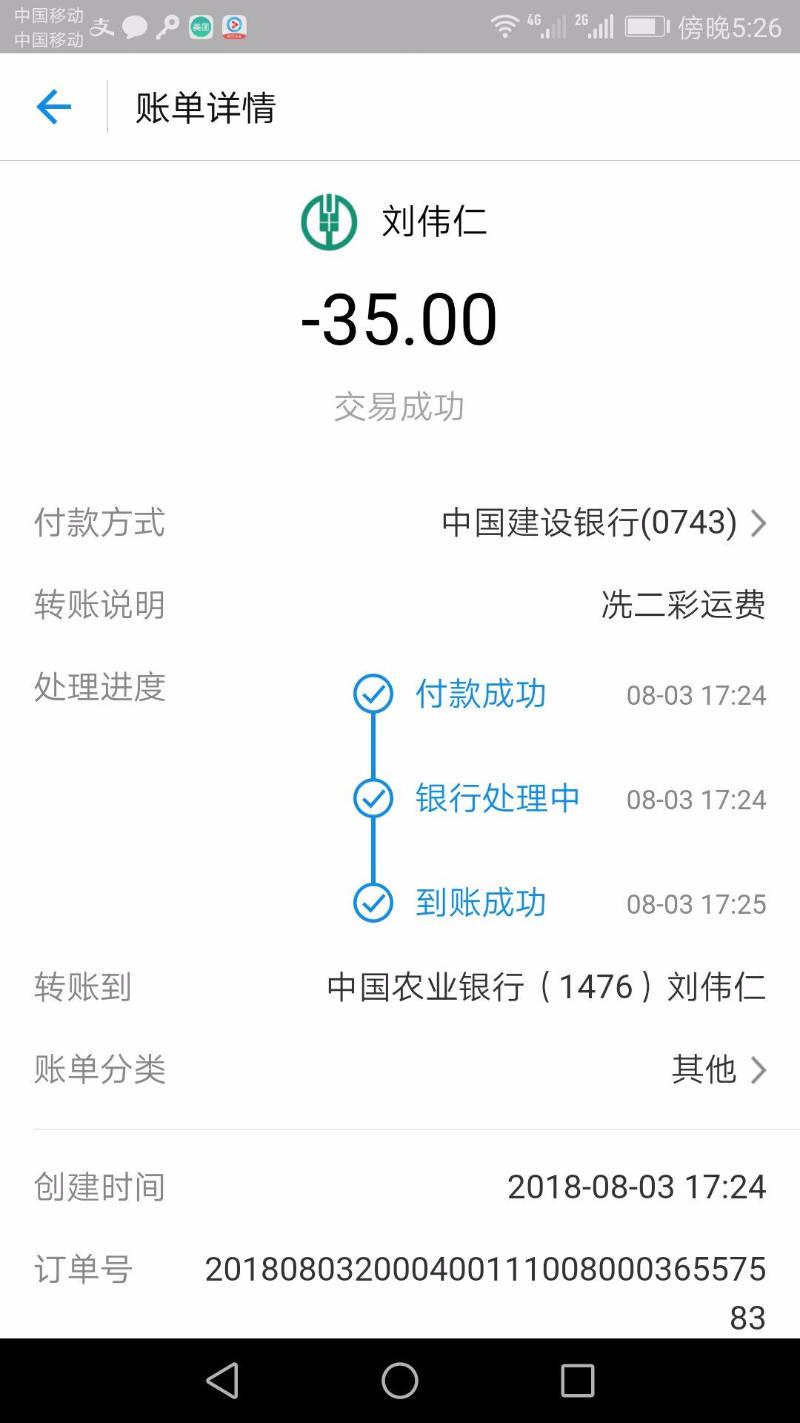 中国移动
中国移动
4G
2G
傍晚5:26
账单详情
刘伟仁
-35.00
交易成功
付款方式 中国建设银行(0743)
转账说明 冼二彩运费
处理进度 付款成功 08-03 17:24
银行处理中 08-03 17:24
到账成功 08-03 17:25
转账到 中国农业银行（1476）刘伟仁
账单分类 其他
创建时间 2018-08-03 17:24
订单号 20180803200040011100800036557​5
83